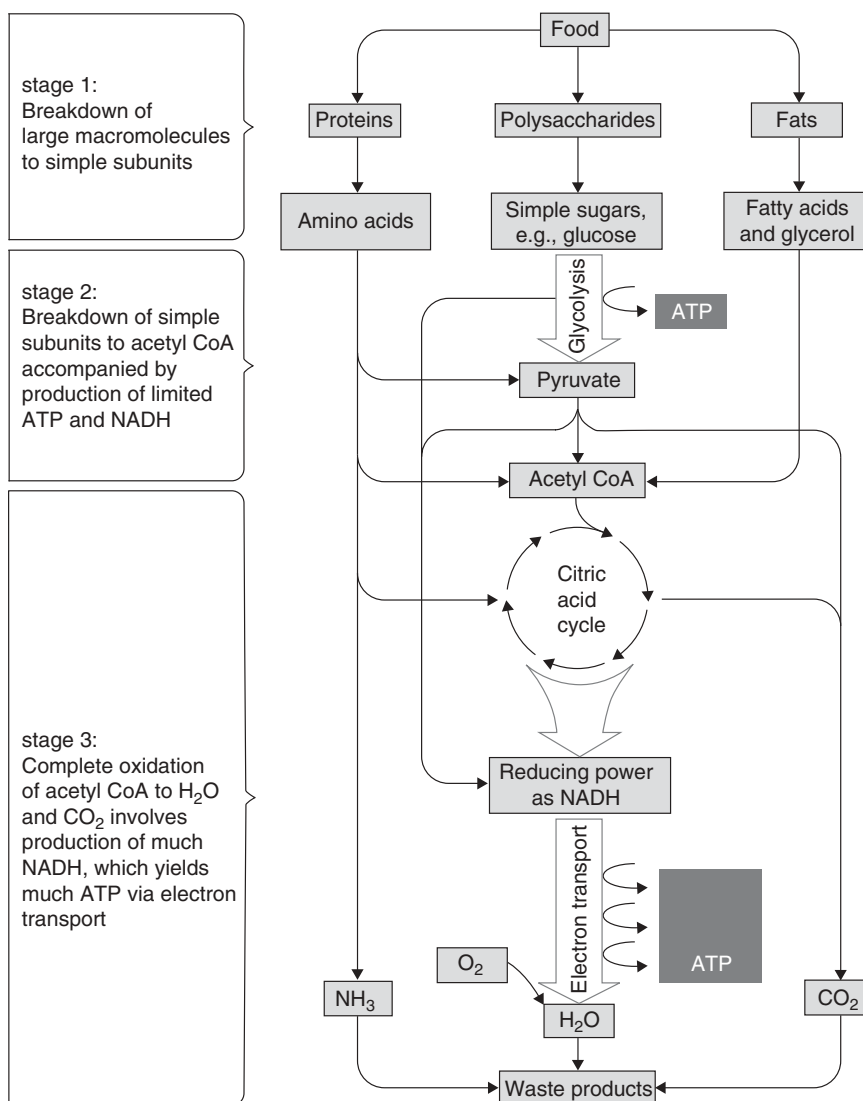 Food
stage 1:
Breakdown of
large macromolecules
to simple subunits
Proteins
Polysaccharides
Fats
Amino acids
Simple sugars,
e.g., glucose
Fatty acids
and glycerol
stage 2:
Breakdown of simple
subunits to acetyl CoA
accompanied by
production of limited
ATP and NADH
Glycolysis
ATP
Pyruvate
Acetyl CoA
Citric
acid
cycle
stage 3:
Complete oxidation
of acetyl CoA to H₂O
and CO₂ involves
production of much
NADH, which yields
much ATP via electron
transport
Reducing power
as NADH
Electron transport
ATP
O₂
NH₃
H₂O
CO₂
Waste products